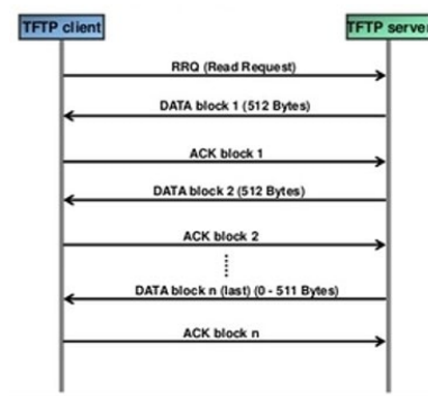 TFTP client
TFTP server
RRQ (Read Request)
DATA block 1 (512 Bytes)
ACK block 1
DATA block 2 (512 Bytes)
ACK block 2
DATA block n (last) (0 - 511 Bytes)
ACK block n